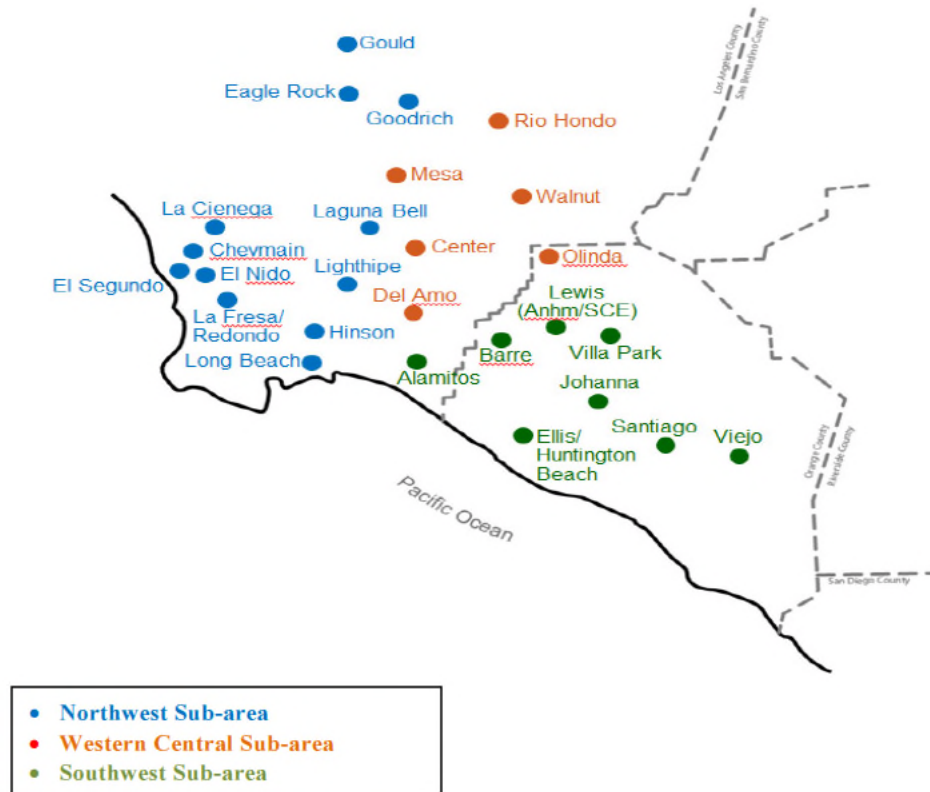 Gould
Eagle Rock
Goodrich
Rio Hondo
Mesa
Walnut
La Cienega
Laguna Bell
Chevmain
Center
Olinda
El Nido
Lighthipe
El Segundo
Del Amo
Lewis
(Anhm/SCE)
La Fresa/
Redondo
Hinson
Barre
Villa Park
Long Beach
Alamitos
Johanna
Ellis/
Huntington
Beach
Santiago
Viejo
Pacific Ocean
Los Angeles County
San Bernardino County
Orange County
Riverside County
San Diego County
Northwest Sub-area
Western Central Sub-area
Southwest Sub-area